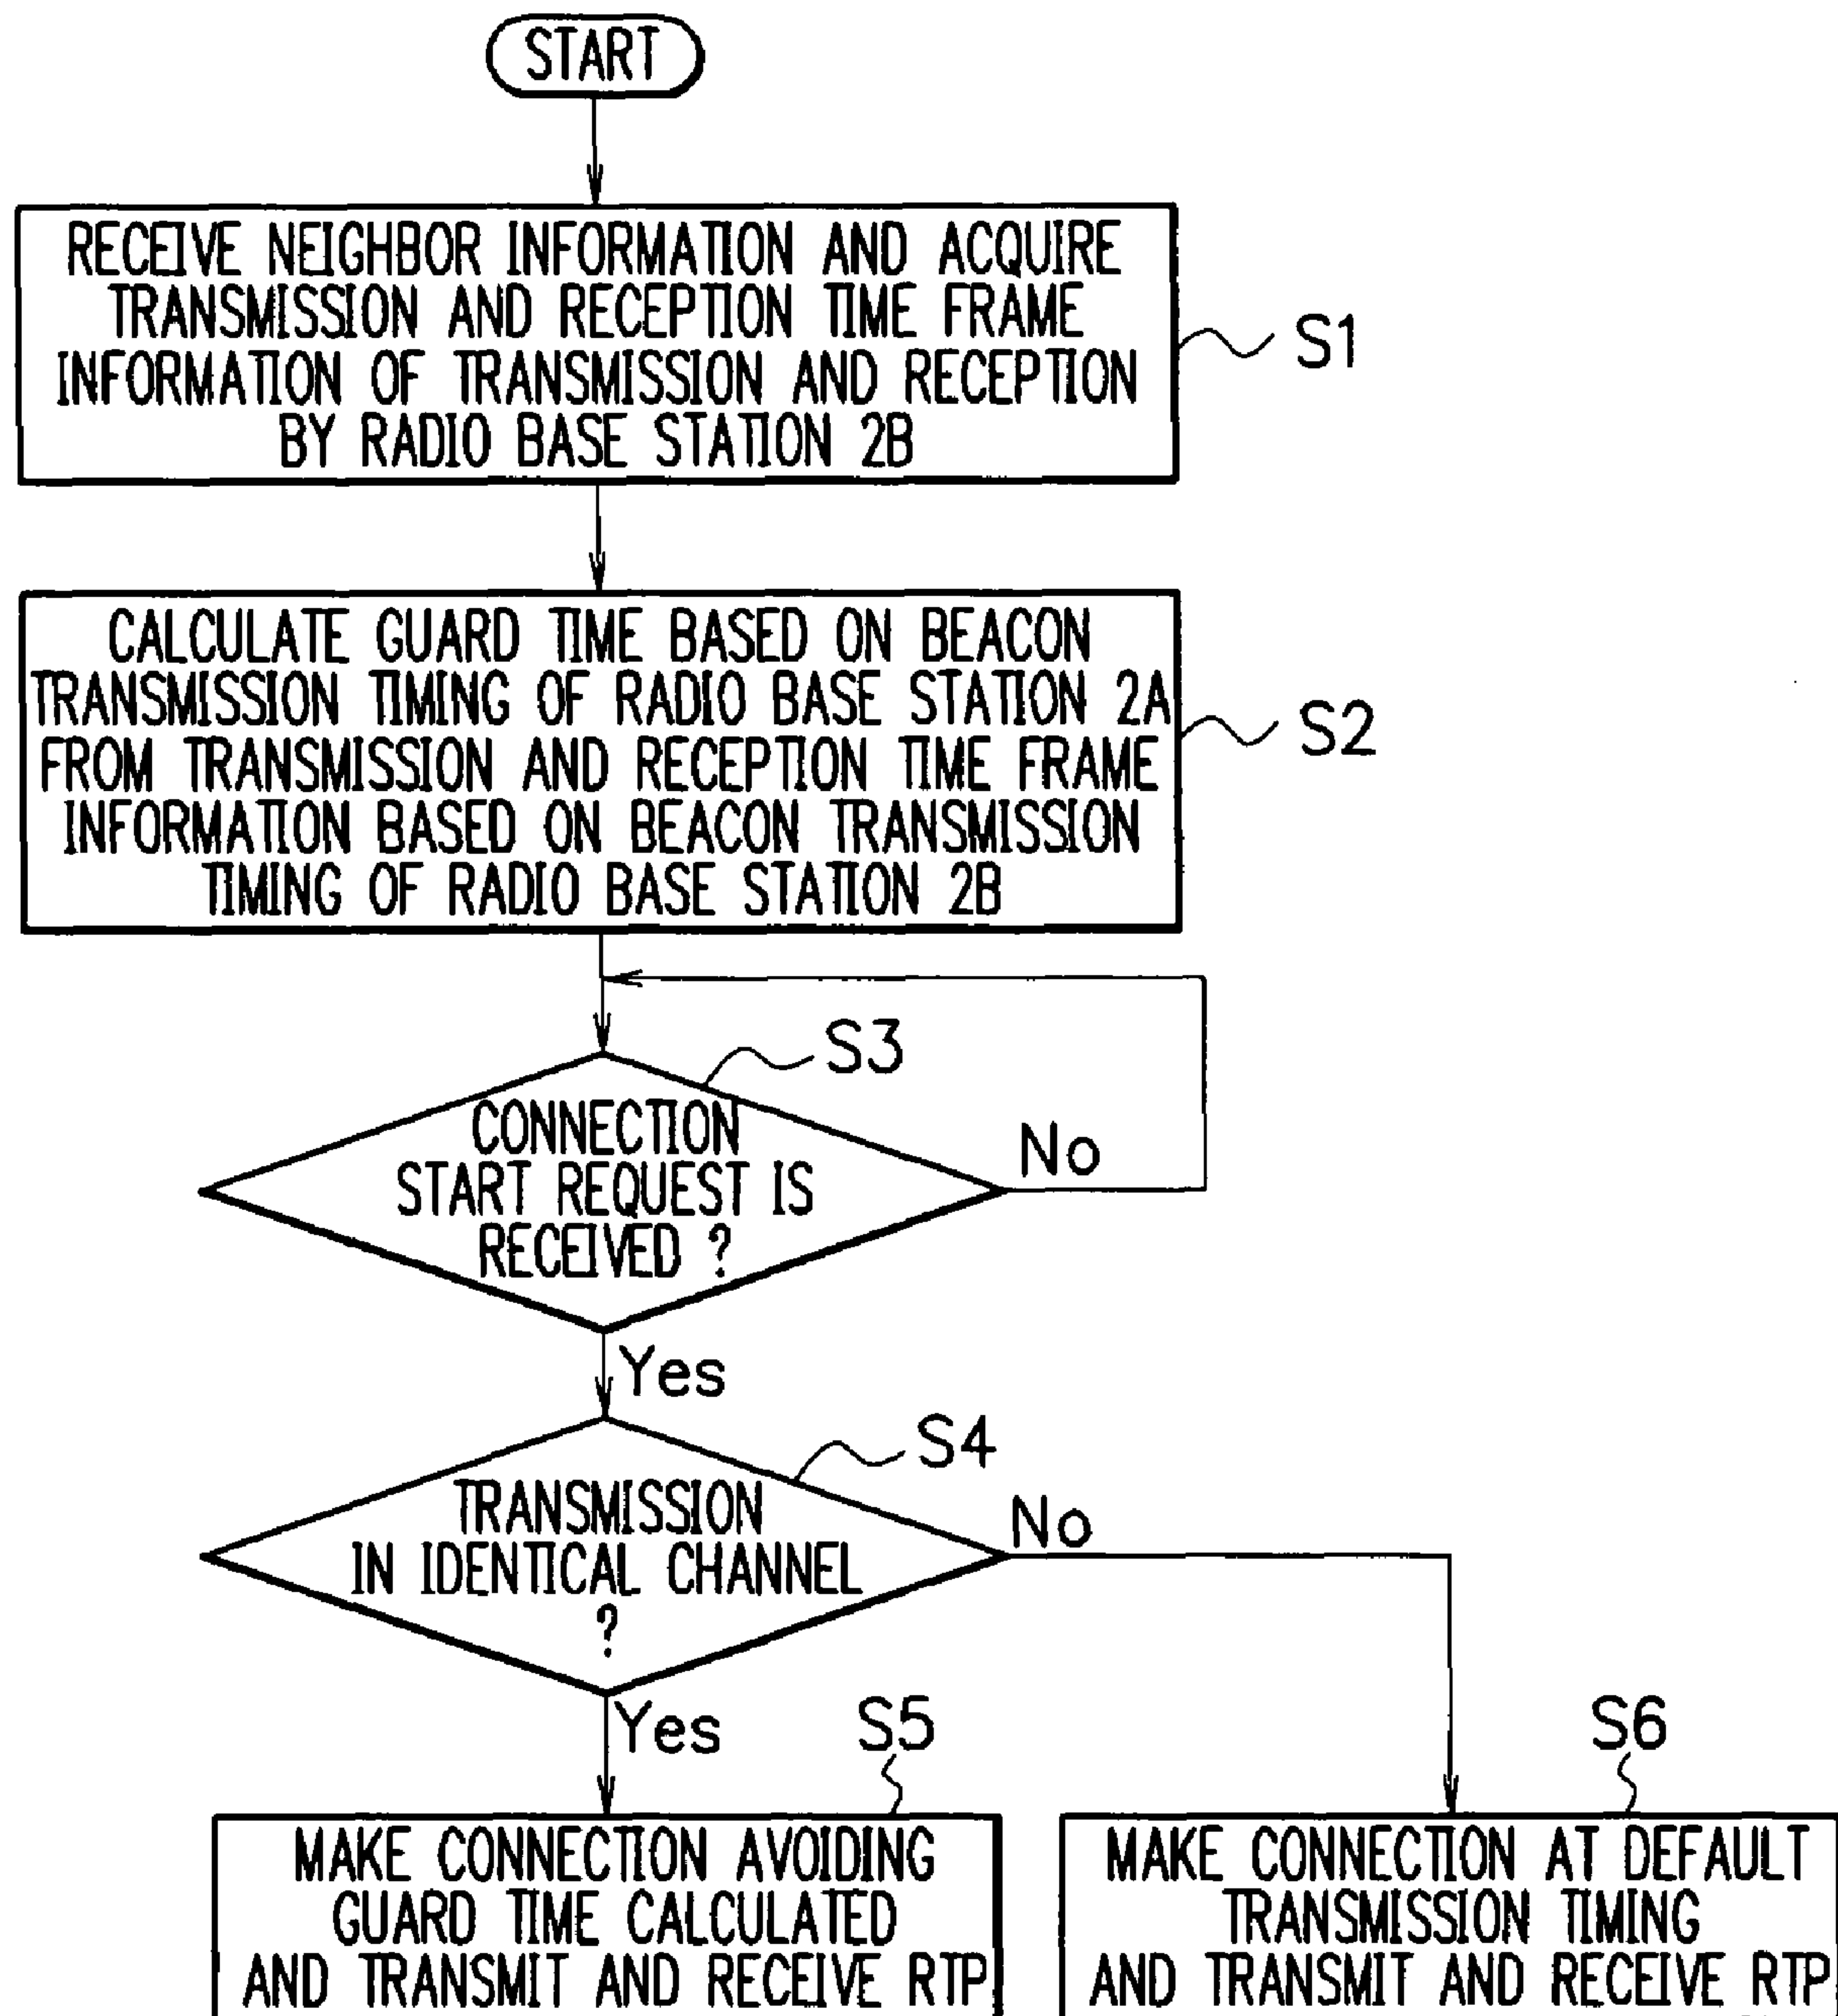 START
RECEIVE NEIGHBOR INFORMATION AND ACQUIRE
TRANSMISSION AND RECEPTION TIME FRAME
INFORMATION OF TRANSMISSION AND RECEPTION
BY RADIO BASE STATION 2B
S1
CALCULATE GUARD TIME BASED ON BEACON
TRANSMISSION TIMING OF RADIO BASE STATION 2A
FROM TRANSMISSION AND RECEPTION TIME FRAME
INFORMATION BASED ON BEACON TRANSMISSION
TIMING OF RADIO BASE STATION 2B
S2
S3
CONNECTION
START REQUEST IS
RECEIVED ?
No
Yes
S4
TRANSMISSION
IN IDENTICAL CHANNEL
?
No
Yes
S5
MAKE CONNECTION AVOIDING
GUARD TIME CALCULATED
AND TRANSMIT AND RECEIVE RTP
S6
MAKE CONNECTION AT DEFAULT
TRANSMISSION TIMING
AND TRANSMIT AND RECEIVE RTP